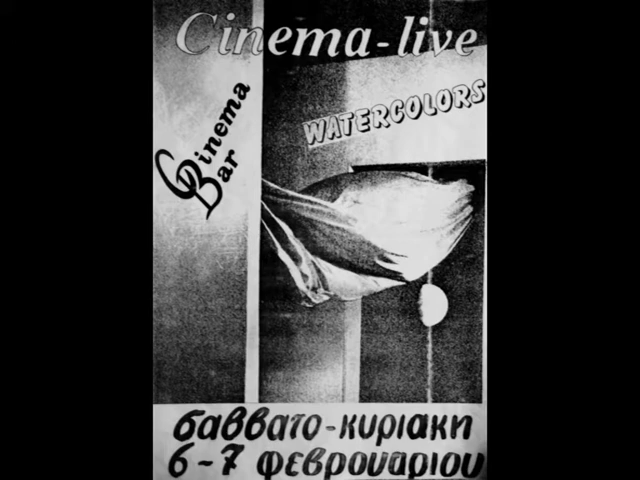 Cinema-live
WATERCOLORS
Cinema
Bar
σαββατο-κυριακη
6-7 φεβρουαριου